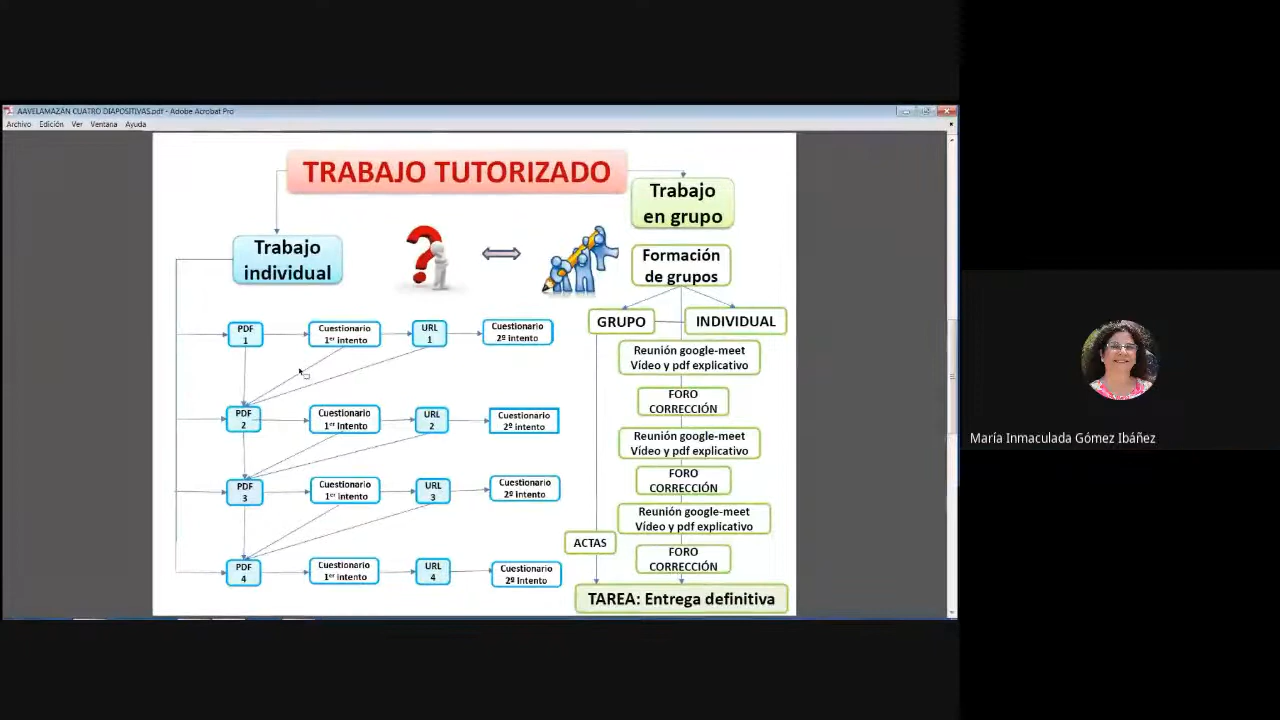 AAVELAMAZÁN CUATRO DIAPOSITIVAS.pdf - Adobe Acrobat Pro
Archivo Edición Ver Ventana Ayuda
TRABAJO TUTORIZADO
Trabajo
individual
Trabajo
en grupo
Formación
de grupos
GRUPO
INDIVIDUAL
PDF
1
Cuestionario
1er intento
URL
1
Cuestionario
2º intento
PDF
2
Cuestionario
1er intento
URL
2
Cuestionario
2º intento
PDF
3
Cuestionario
1er intento
URL
3
Cuestionario
2º intento
PDF
4
Cuestionario
1er intento
URL
4
Cuestionario
2º intento
Reunión google-meet
Vídeo y pdf explicativo
FORO
CORRECCIÓN
Reunión google-meet
Vídeo y pdf explicativo
FORO
CORRECCIÓN
Reunión google-meet
Vídeo y pdf explicativo
ACTAS
FORO
CORRECCIÓN
TAREA: Entrega definitiva
María Inmaculada Gómez Ibáñez